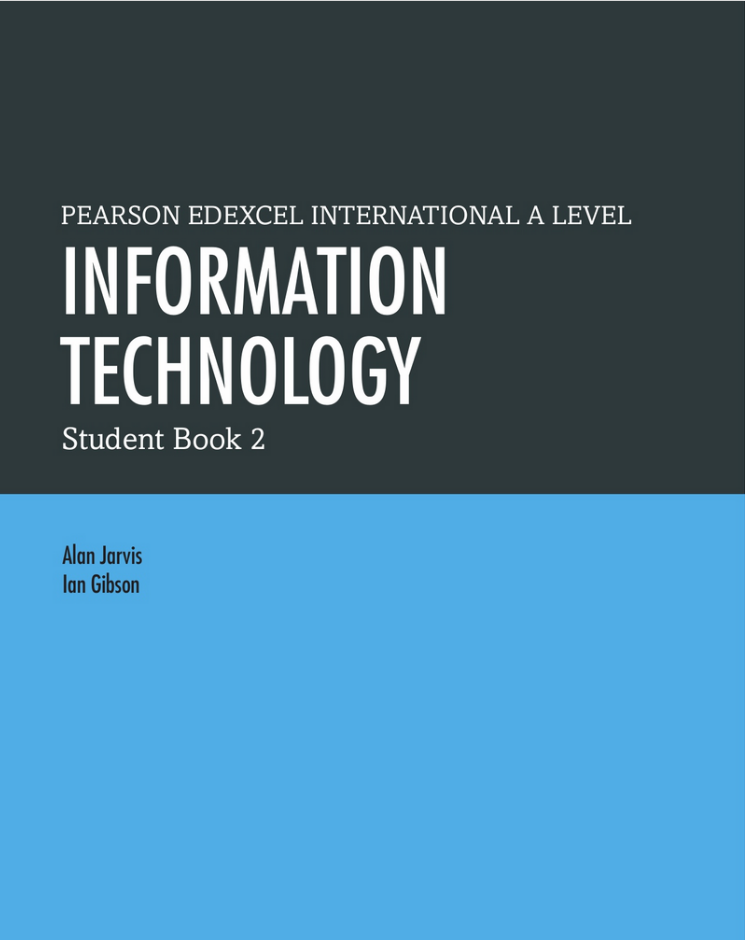 PEARSON EDEXCEL INTERNATIONAL A LEVEL
INFORMATION
TECHNOLOGY
Student Book 2
Alan Jarvis
Ian Gibson